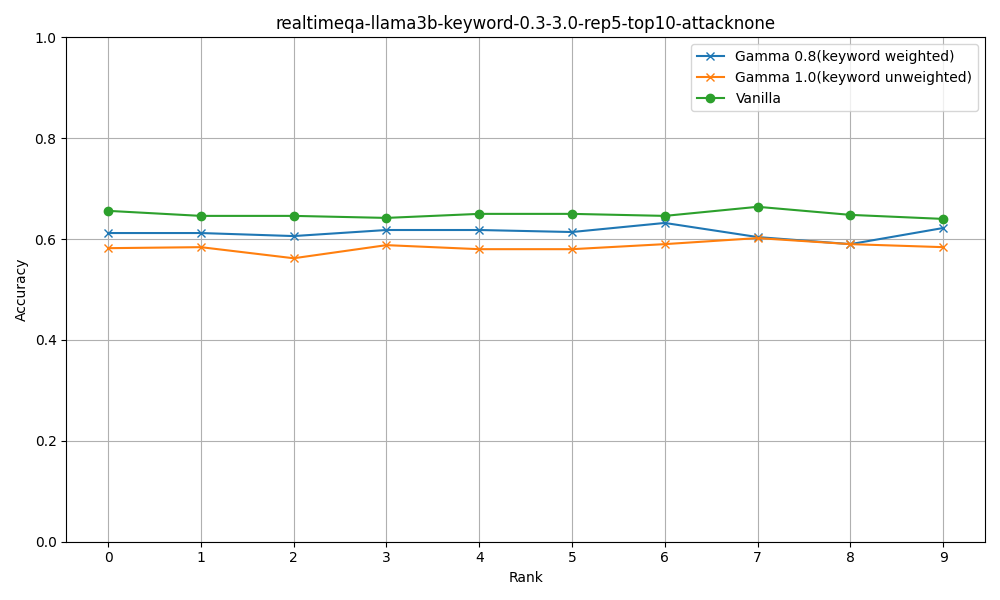 realtimeqa-llama3b-keyword-0.3-3.0-rep5-top10-attacknone
Gamma 0.8(keyword weighted)
Gamma 1.0(keyword unweighted)
Vanilla
Accuracy
1.0
0.8
0.6
0.4
0.2
0.0
0 1 2 3 4 5 6 7 8 9
Rank